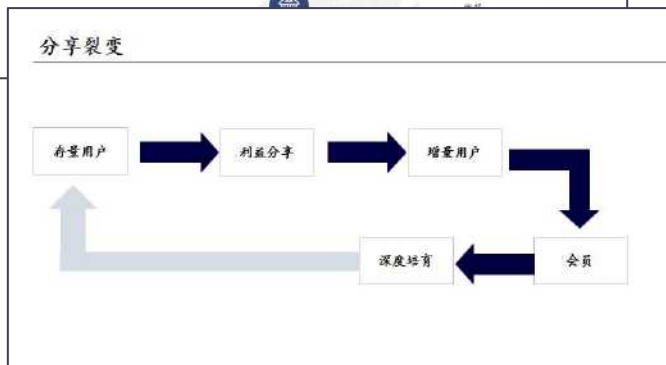 分享裂变
存量用户
利益分享
增量用户
深度培育
会员